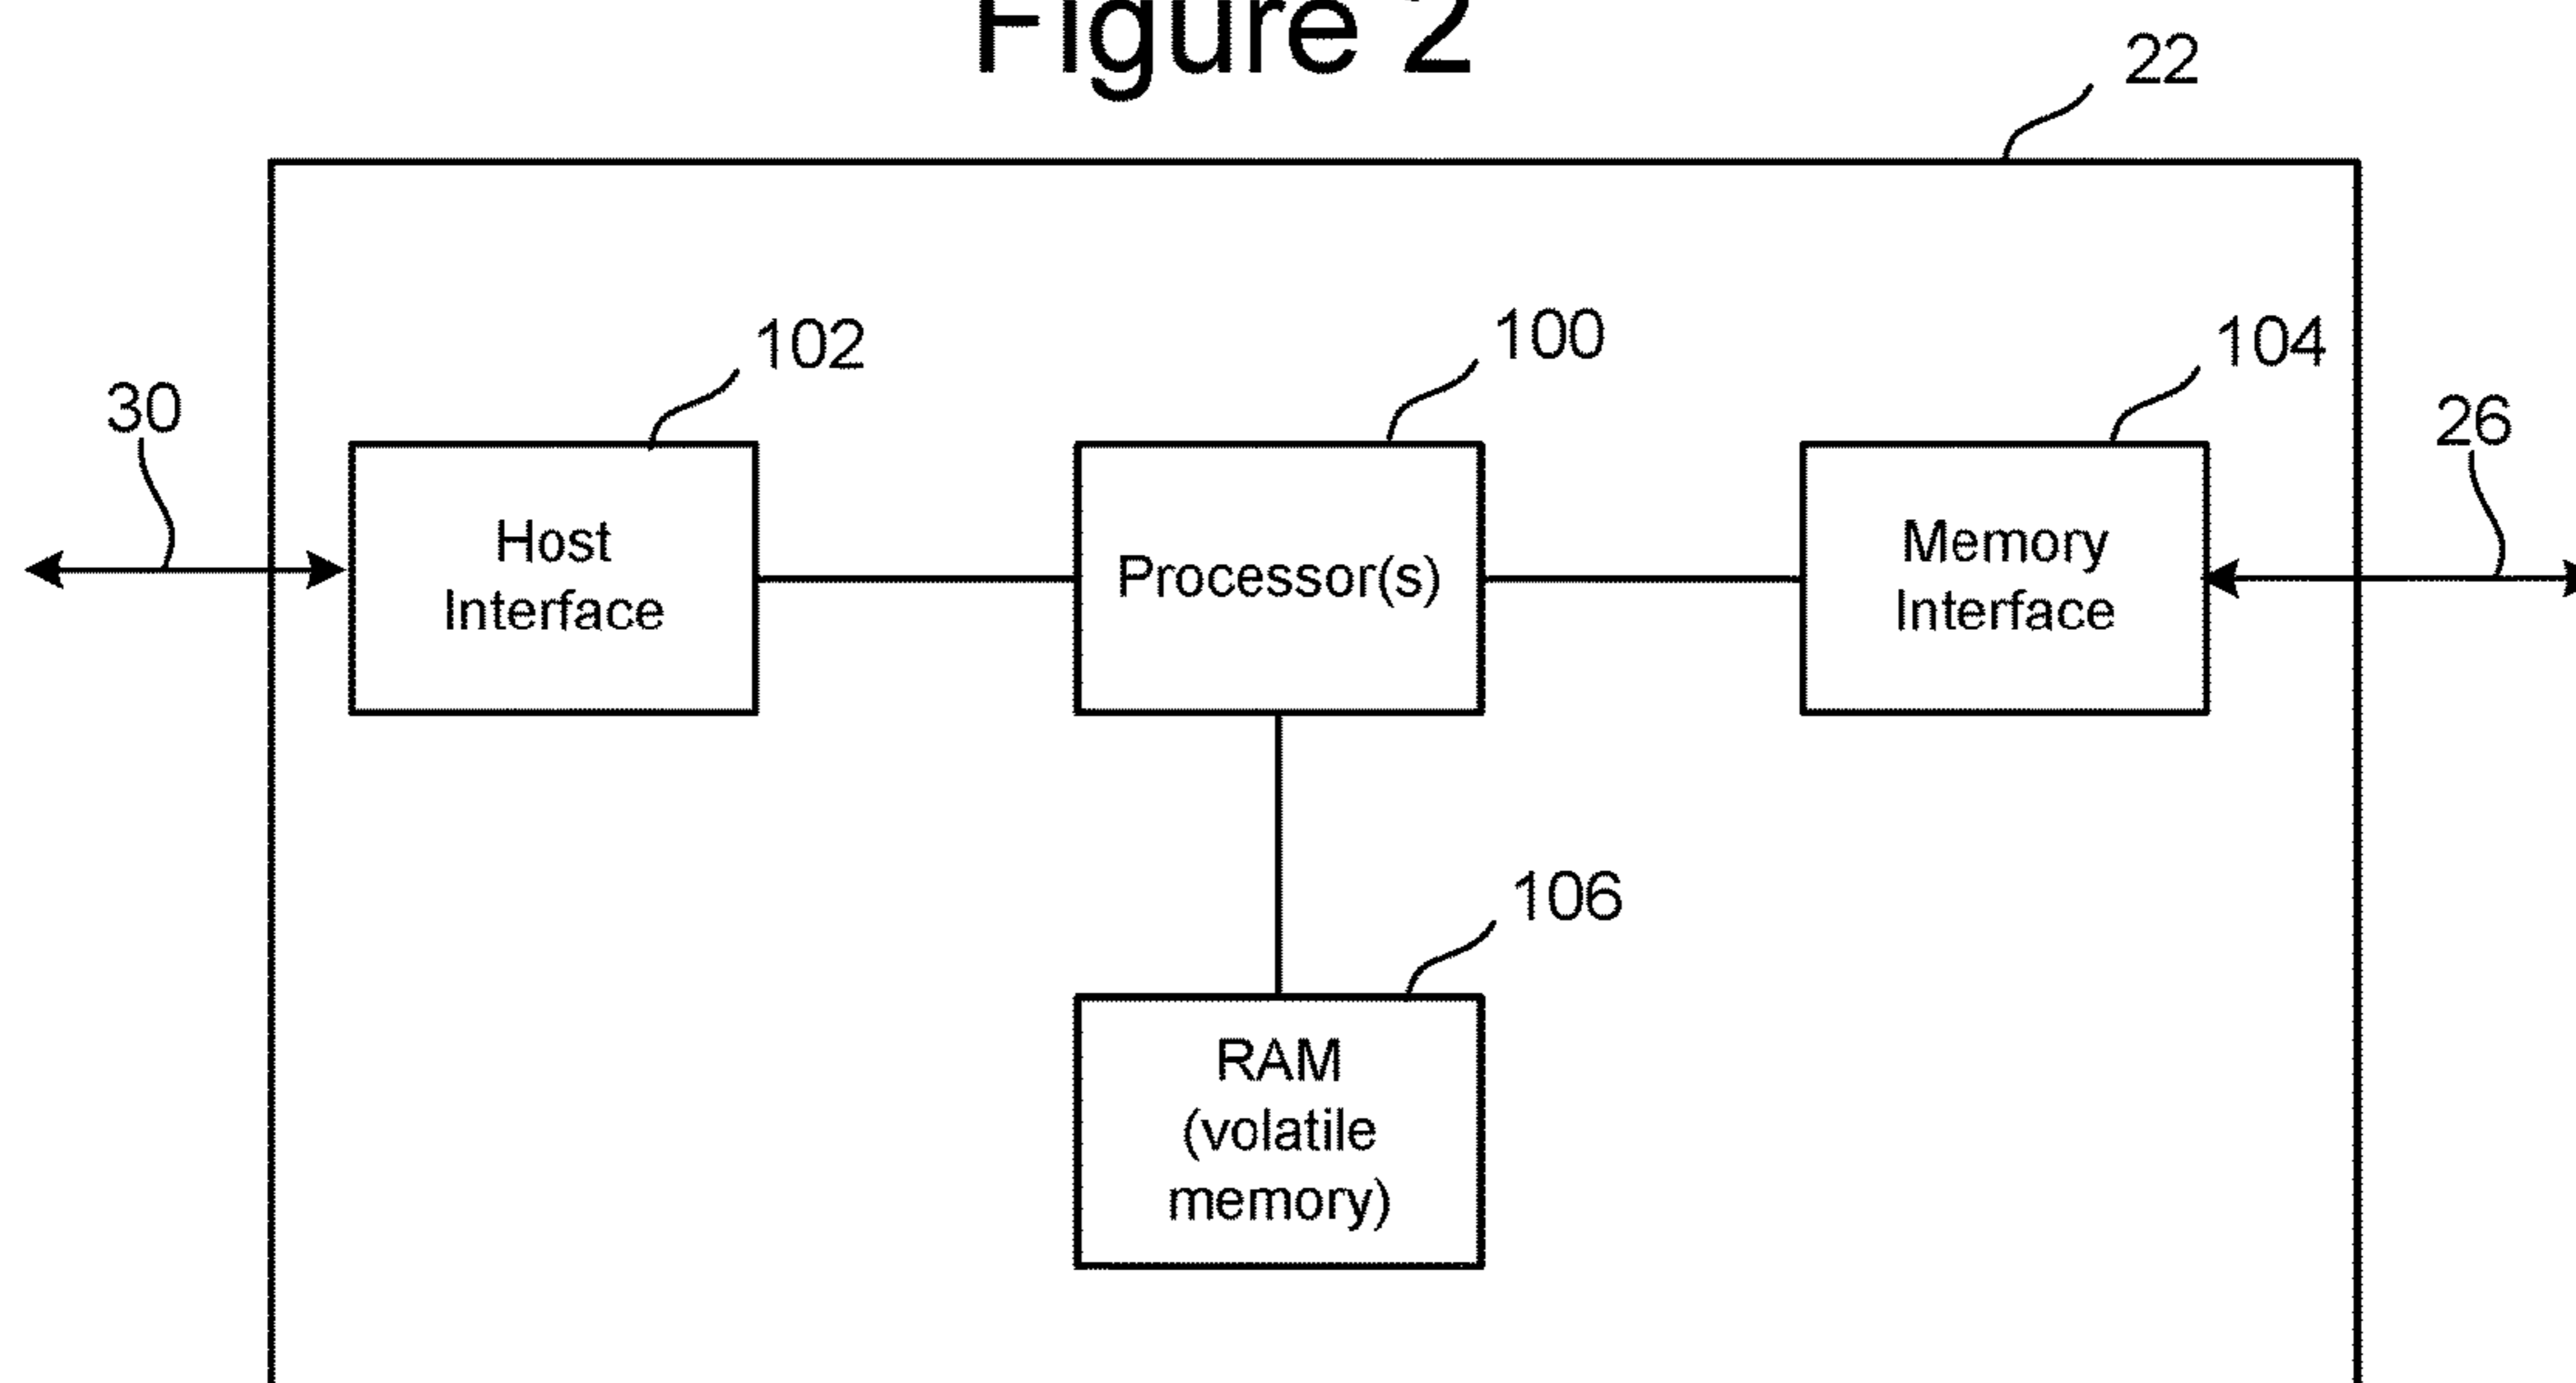 Figure 2
22
102
100
104
30
26
Host
Interface
Processor(s)
Memory
Interface
106
RAM
(volatile
memory)